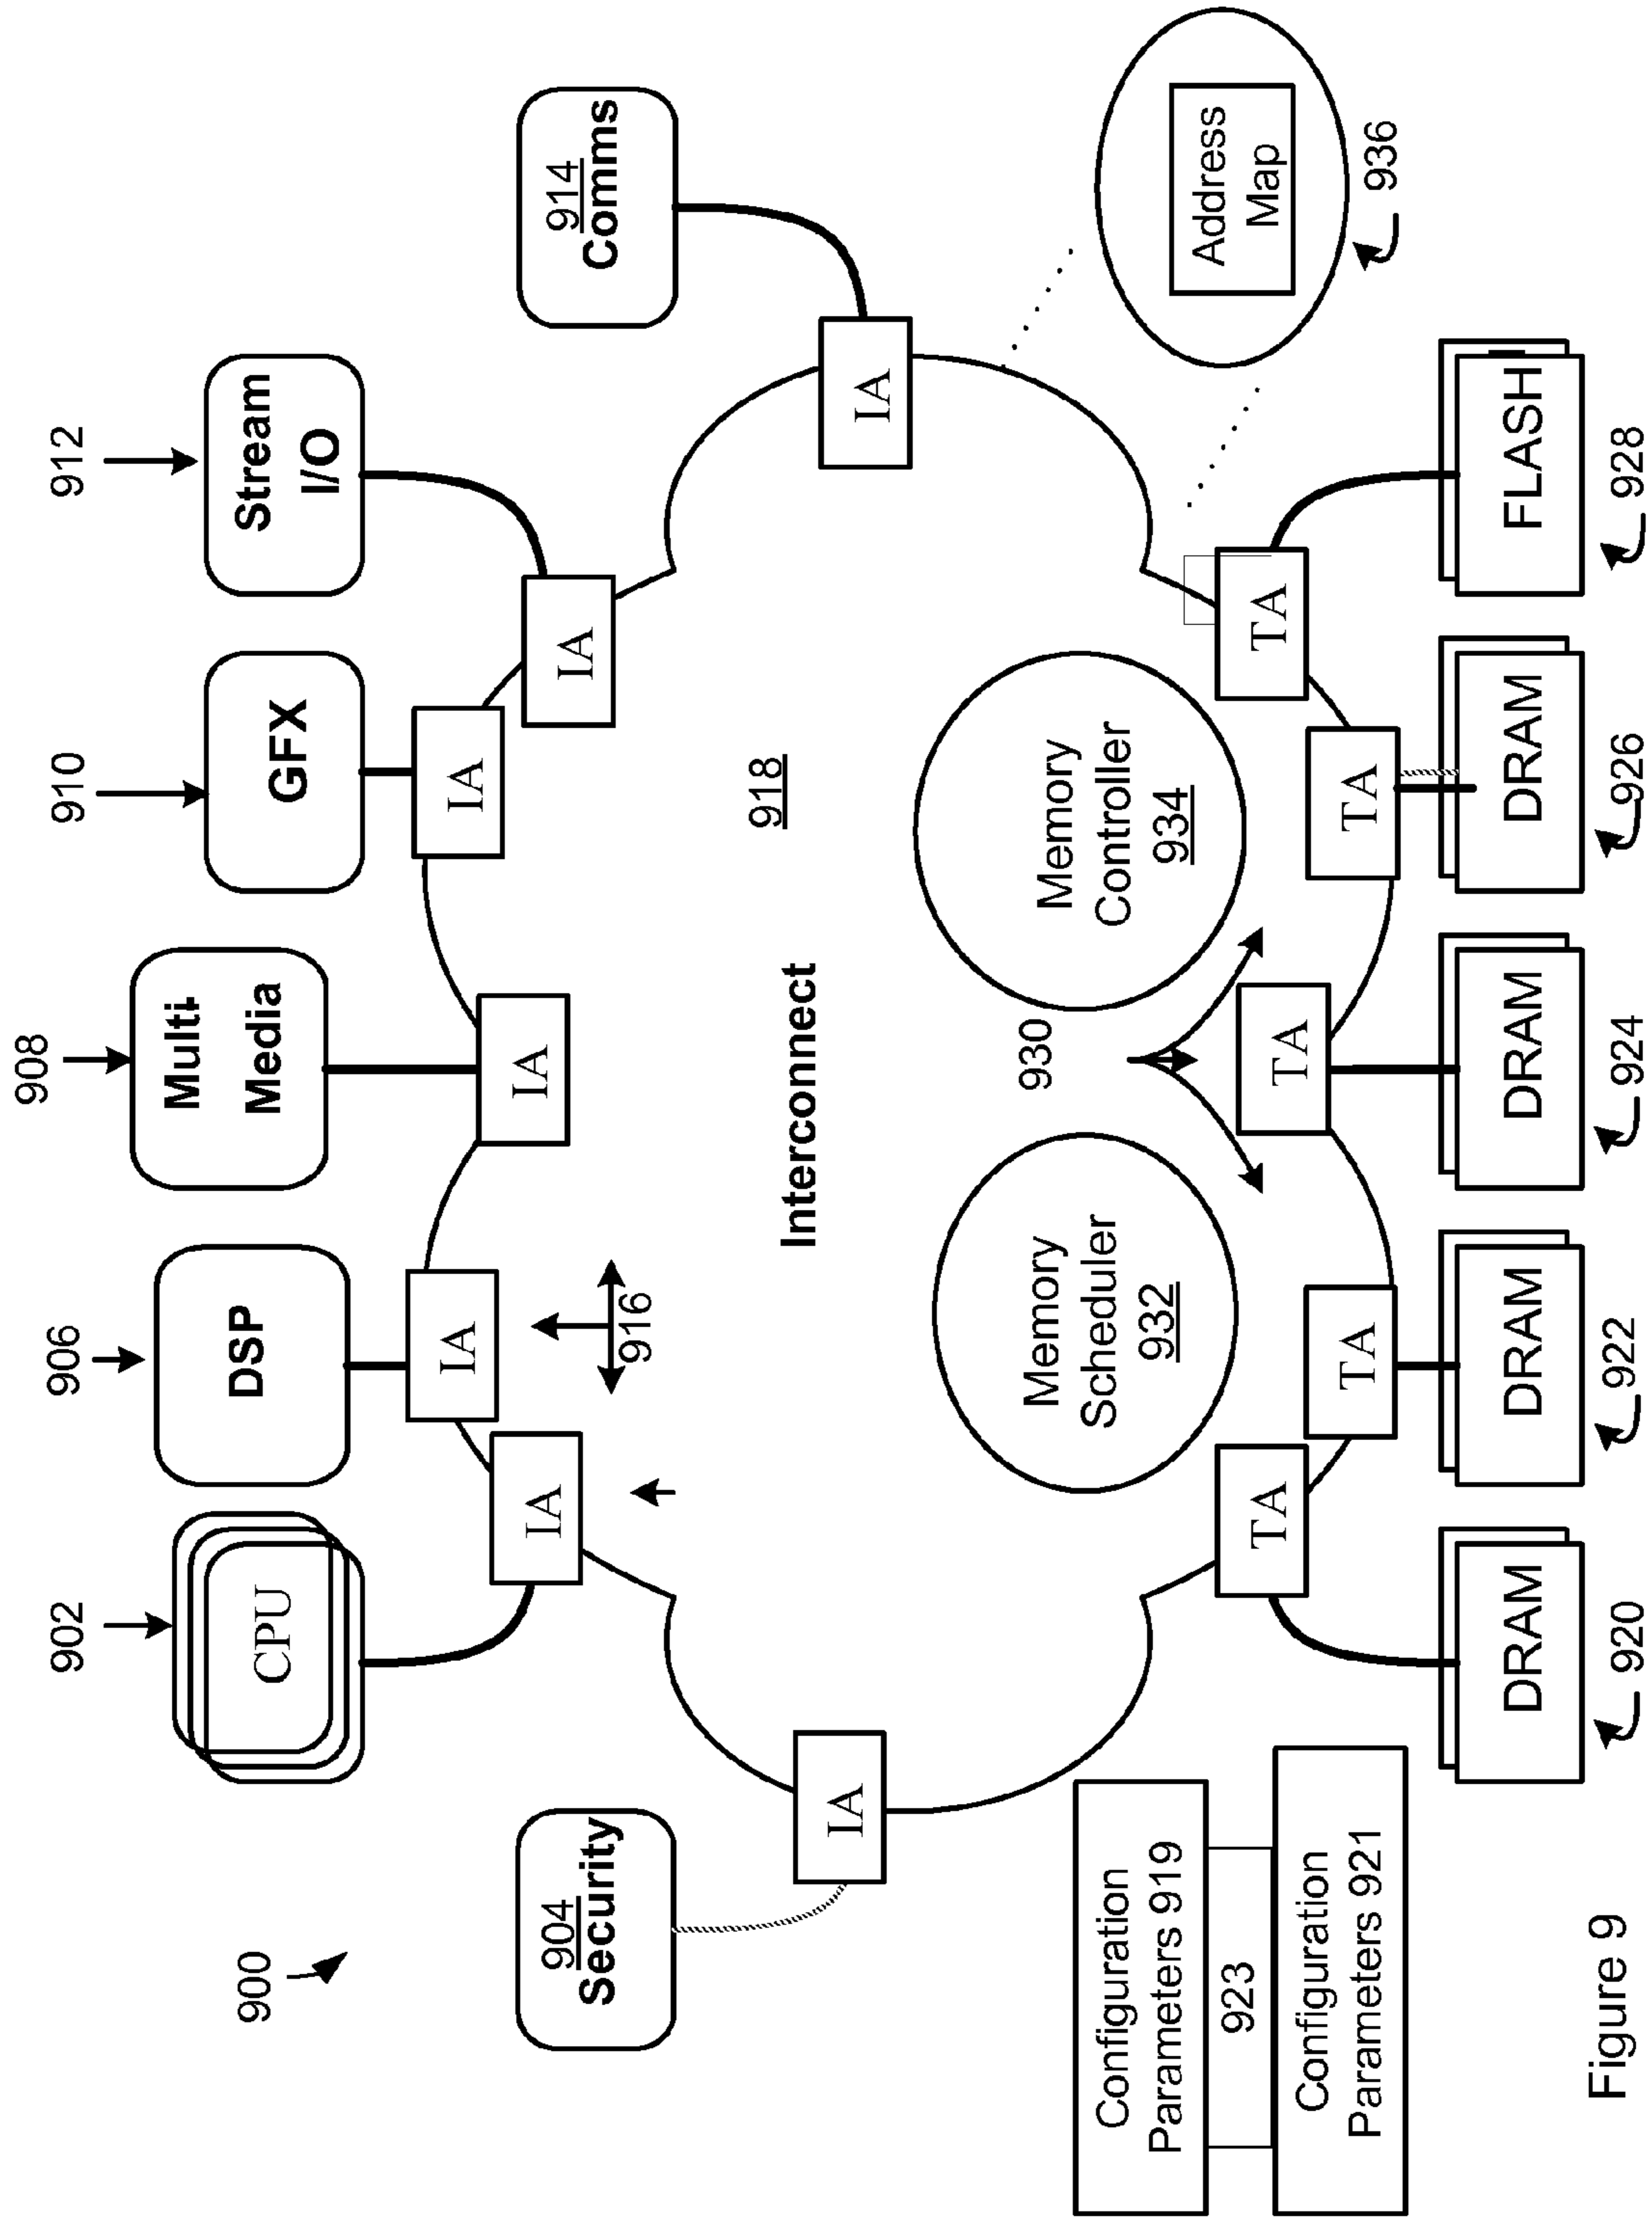 900
902
906
908
910
912
CPU
DSP
Multi-
Media
GFX
Stream
I/O
904
Security
914
Comms
IA
IA
IA
IA
IA
IA
IA
916
Interconnect
918
Memory
Scheduler
932
930
Memory
Controller
934
TA
TA
TA
TA
TA
Address
Map
936
Configuration
Parameters 919
923
Configuration
Parameters 921
DRAM
DRAM
DRAM
DRAM
FLASH
920
922
924
926
928
Figure 9